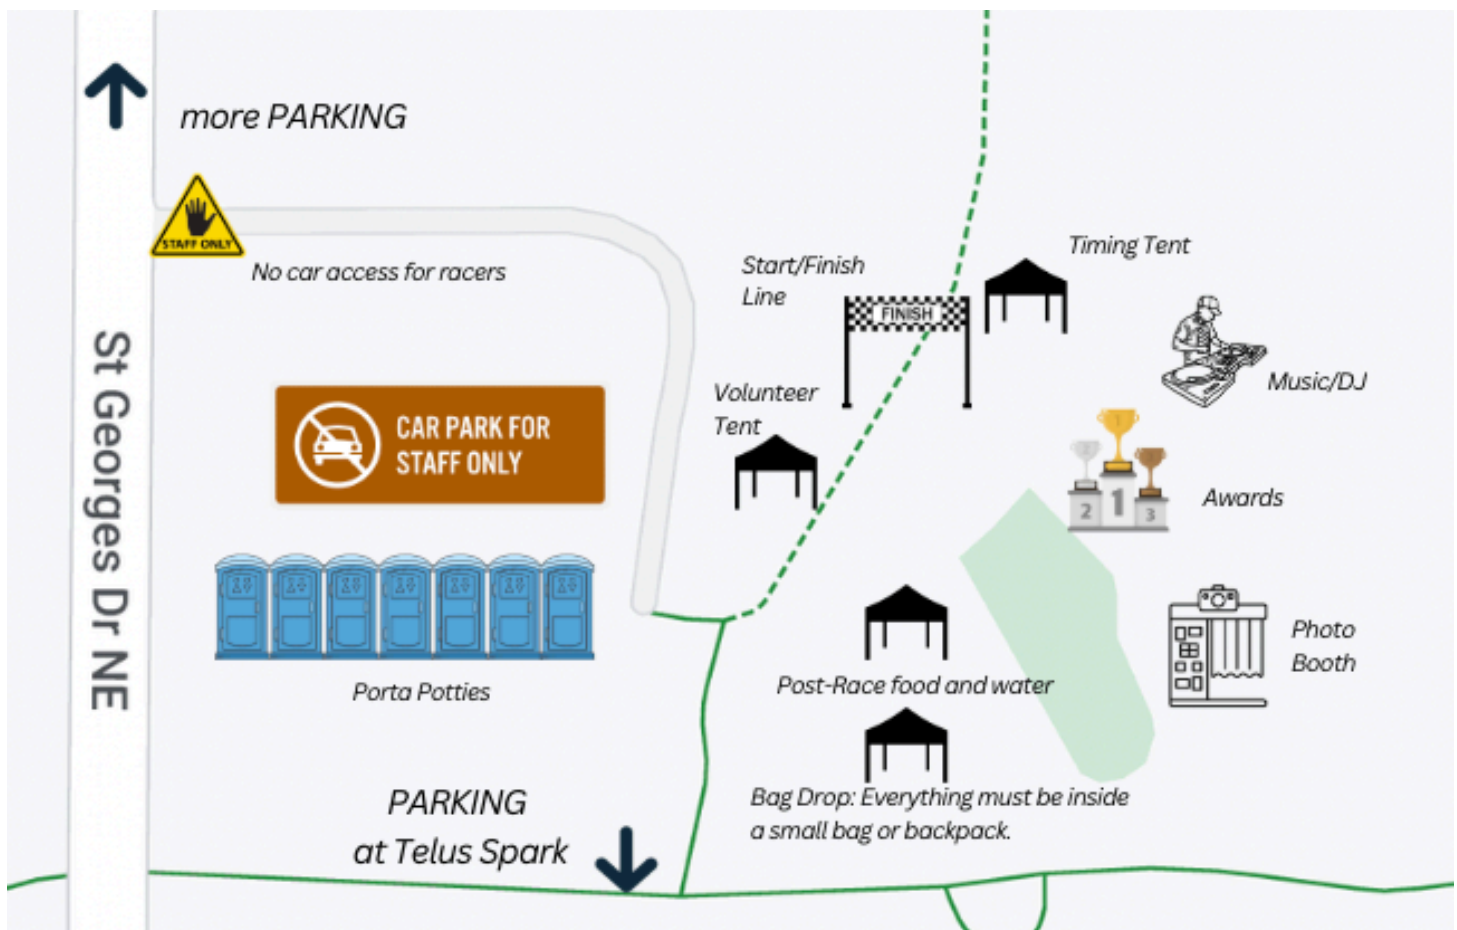 more PARKING
STAFF ONLY
No car access for racers
St Georges Dr NE
Start/Finish
Line
FINISH
Timing Tent
Music/DJ
Volunteer
Tent
CAR PARK FOR
STAFF ONLY
1
2
1
3
Awards
Porta Potties
Post-Race food and water
Photo
Booth
PARKING
at Telus Spark
Bag Drop: Everything must be inside
a small bag or backpack.